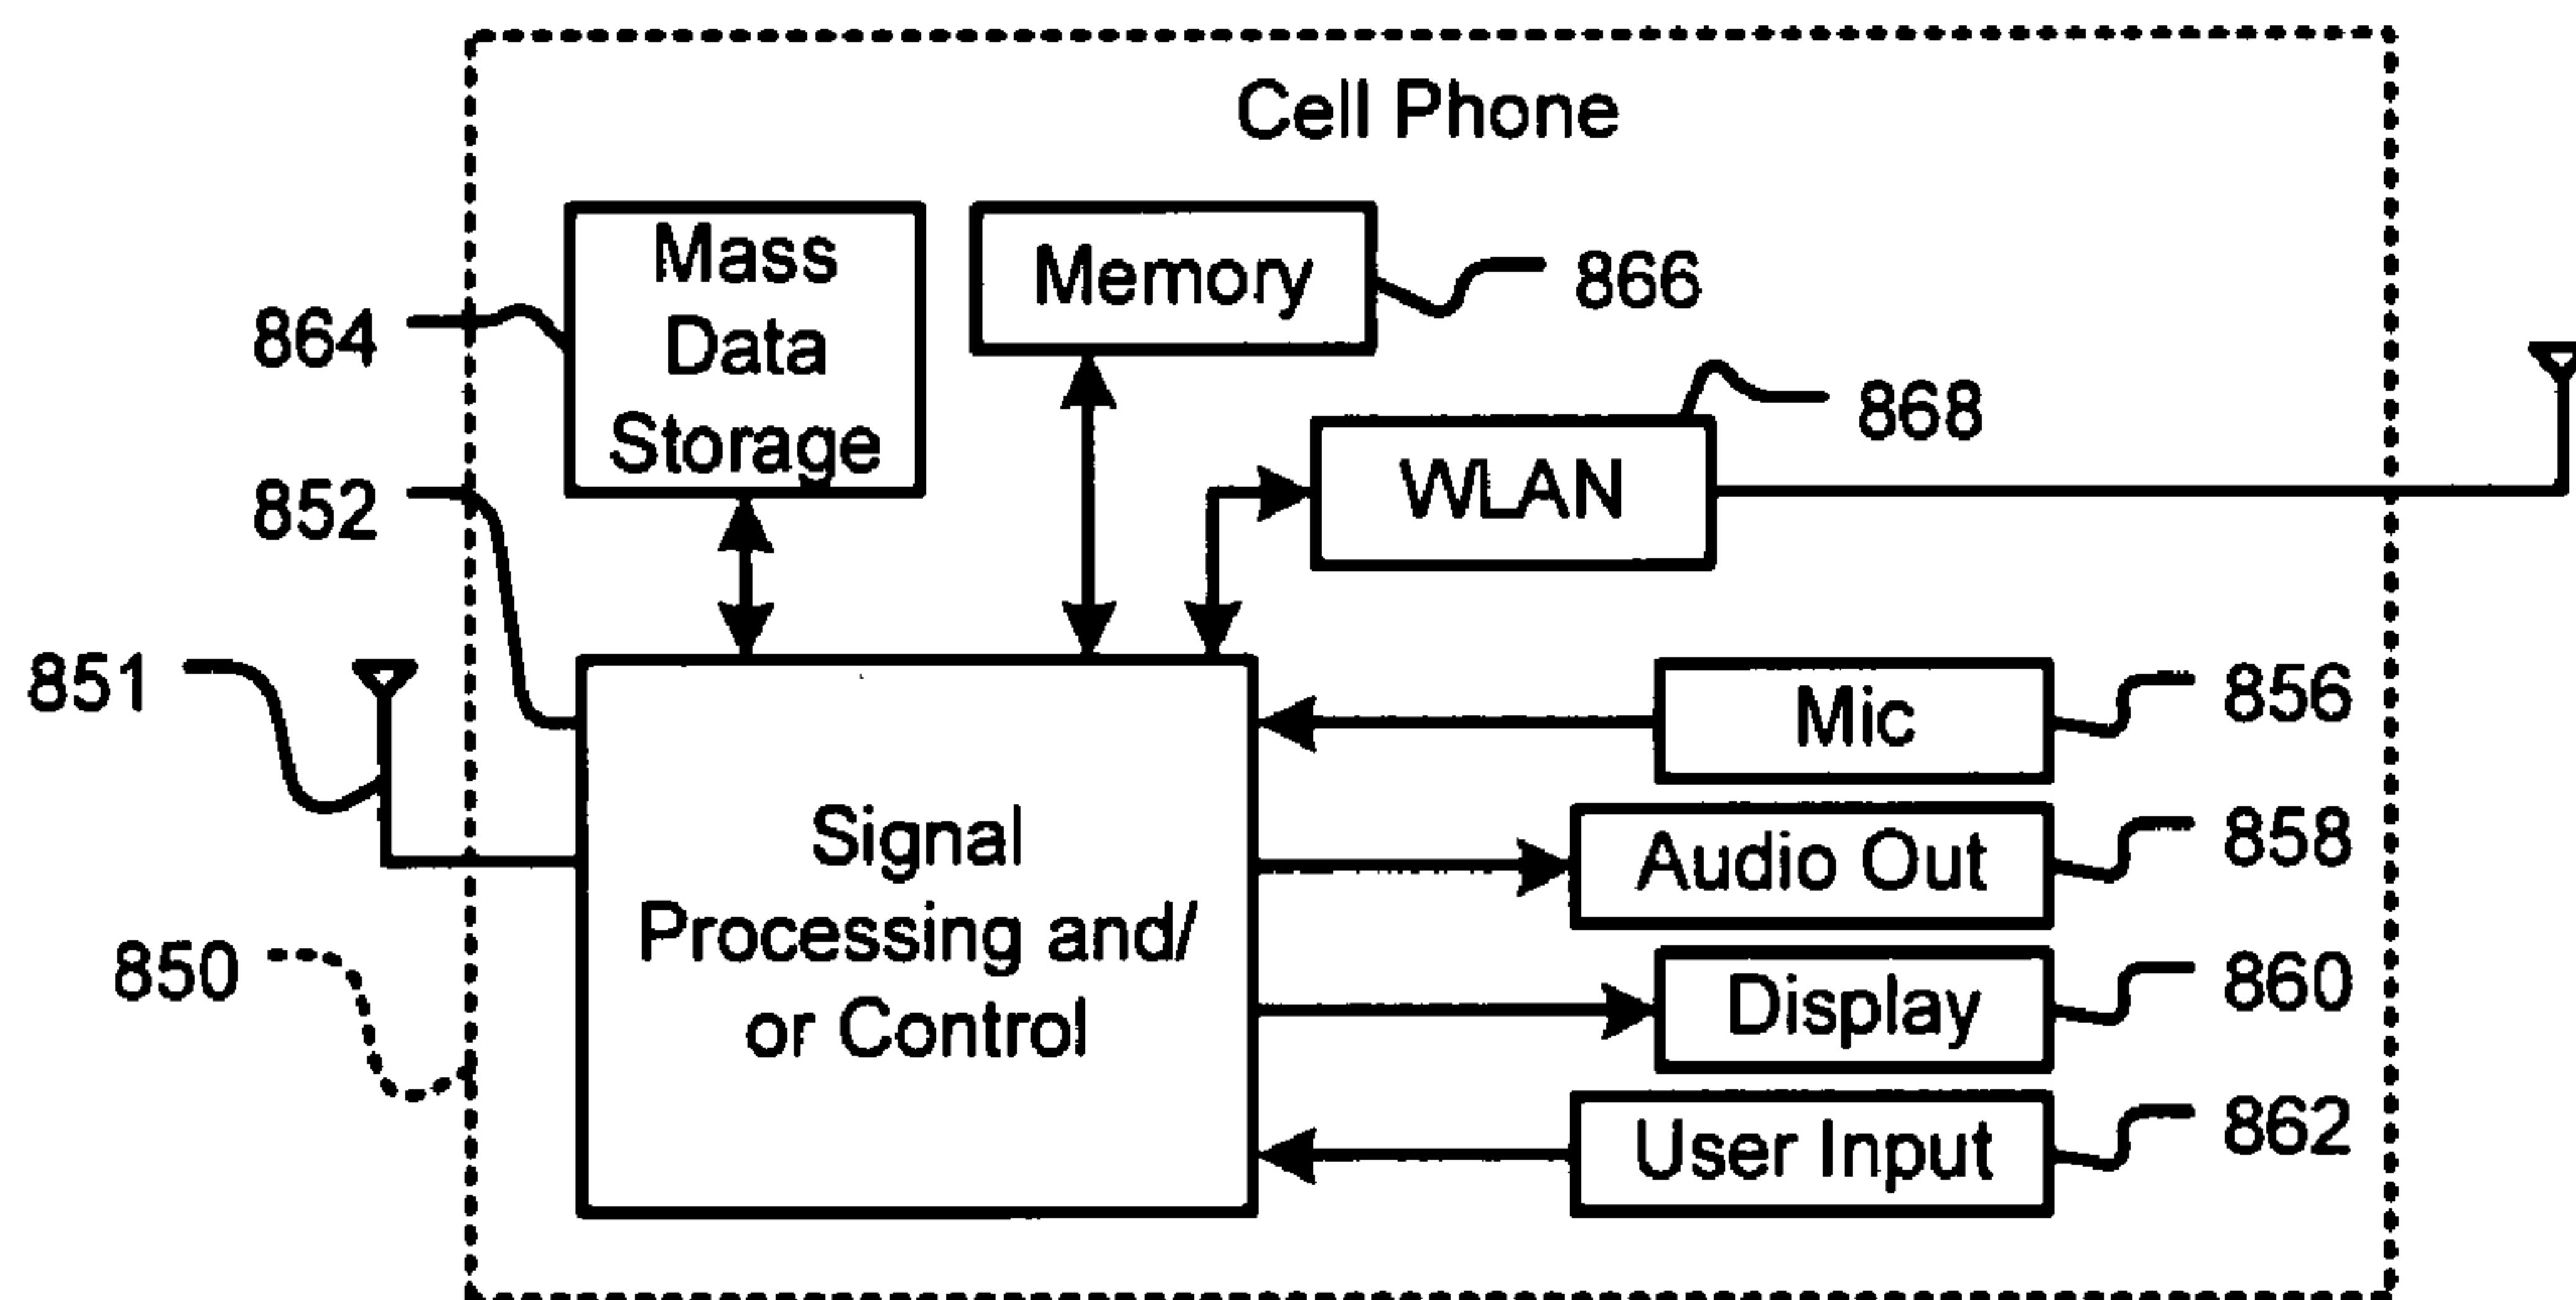 Cell Phone
Mass
Data
Storage
Memory
866
864
868
WLAN
852
851
Mic
856
Signal
Processing and/
or Control
Audio Out
858
850
Display
860
User Input
862